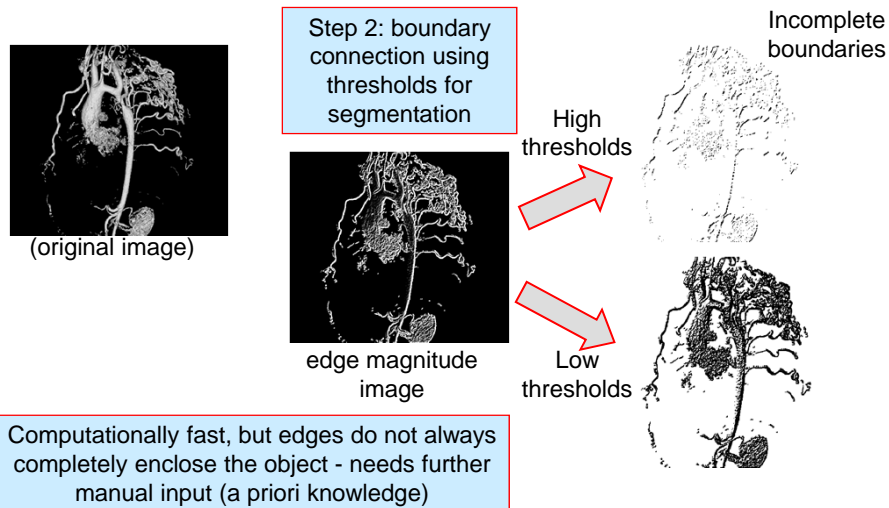 Step 2: boundary
connection using
thresholds for
segmentation
Incomplete
boundaries
High
thresholds
(original image)
edge magnitude
image
Low
thresholds
Computationally fast, but edges do not always
completely enclose the object - needs further
manual input (a priori knowledge)